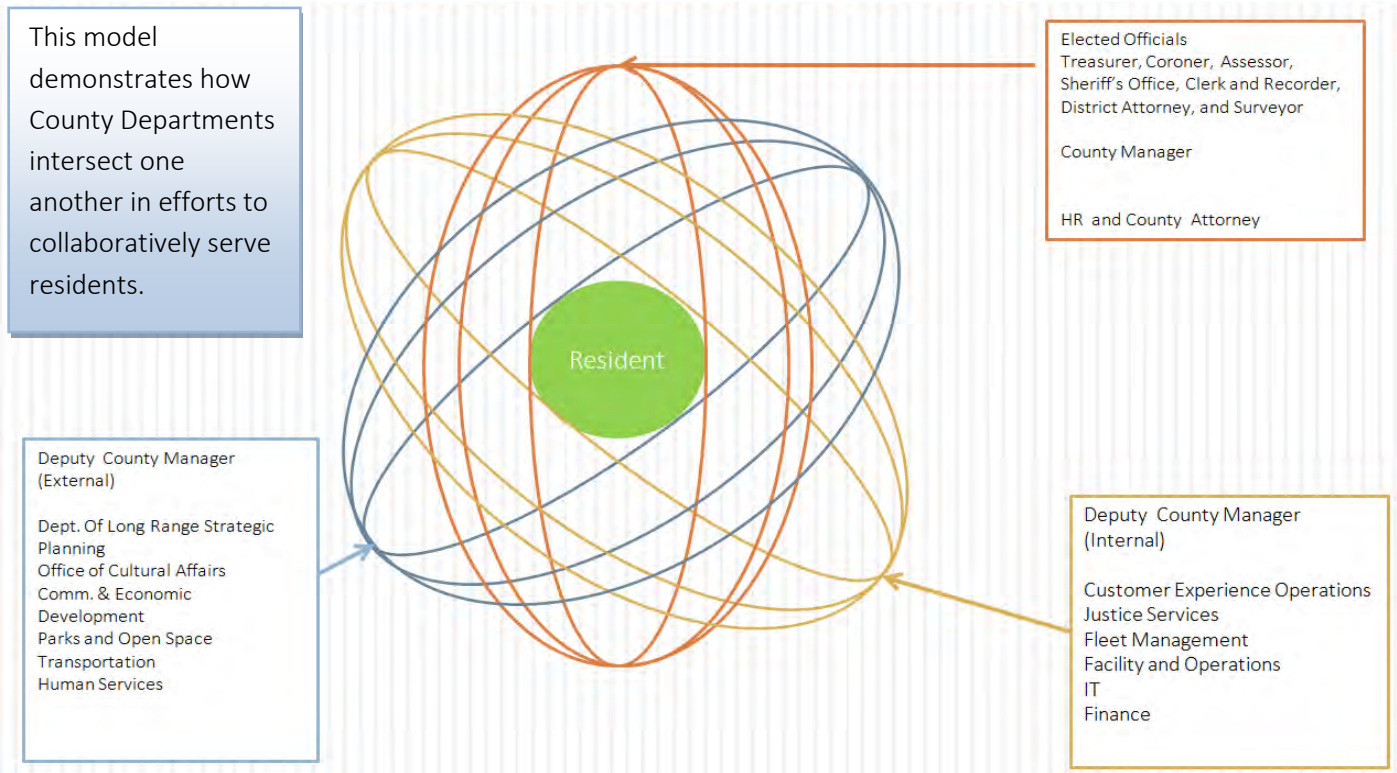 This model
demonstrates how
County Departments
intersect one
another in efforts to
collaboratively serve
residents.
Elected Officials
Treasurer, Coroner, Assessor,
Sheriff's Office, Clerk and Recorder,
District Attorney, and Surveyor
County Manager
HR and County Attorney
Resident
Deputy County Manager
(External)
Dept. Of Long Range Strategic
Planning
Office of Cultural Affairs
Comm. & Economic
Development
Parks and Open Space
Transportation
Human Services
Deputy County Manager
(Internal)
Customer Experience Operations
Justice Services
Fleet Management
Facility and Operations
IT
Finance